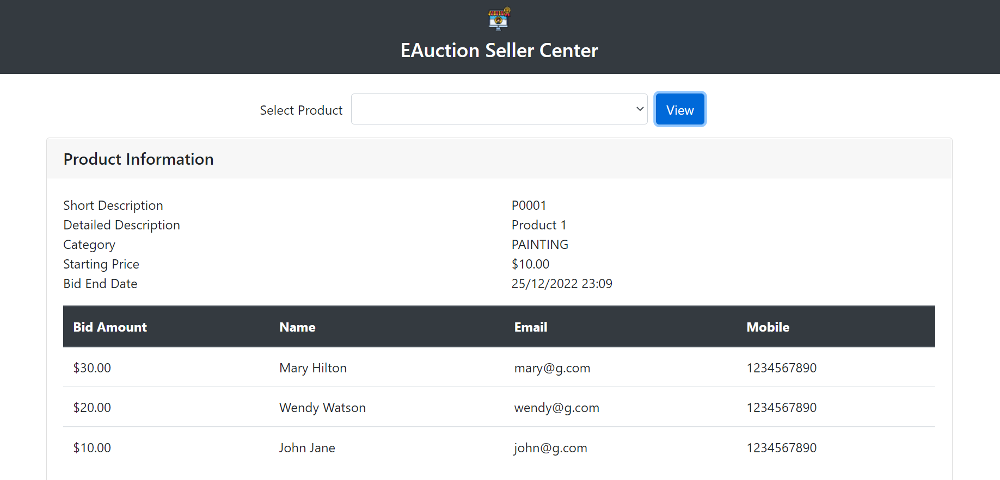 EAuction Seller Center
Select Product View
Product Information
Short Description P0001
Detailed Description Product 1
Category PAINTING
Starting Price $10.00
Bid End Date 25/12/2022 23:09
Bid Amount Name Email Mobile
$30.00 Mary Hilton mary@g.com 1234567890
$20.00 Wendy Watson wendy@g.com 1234567890
$10.00 John Jane john@g.com 1234567890